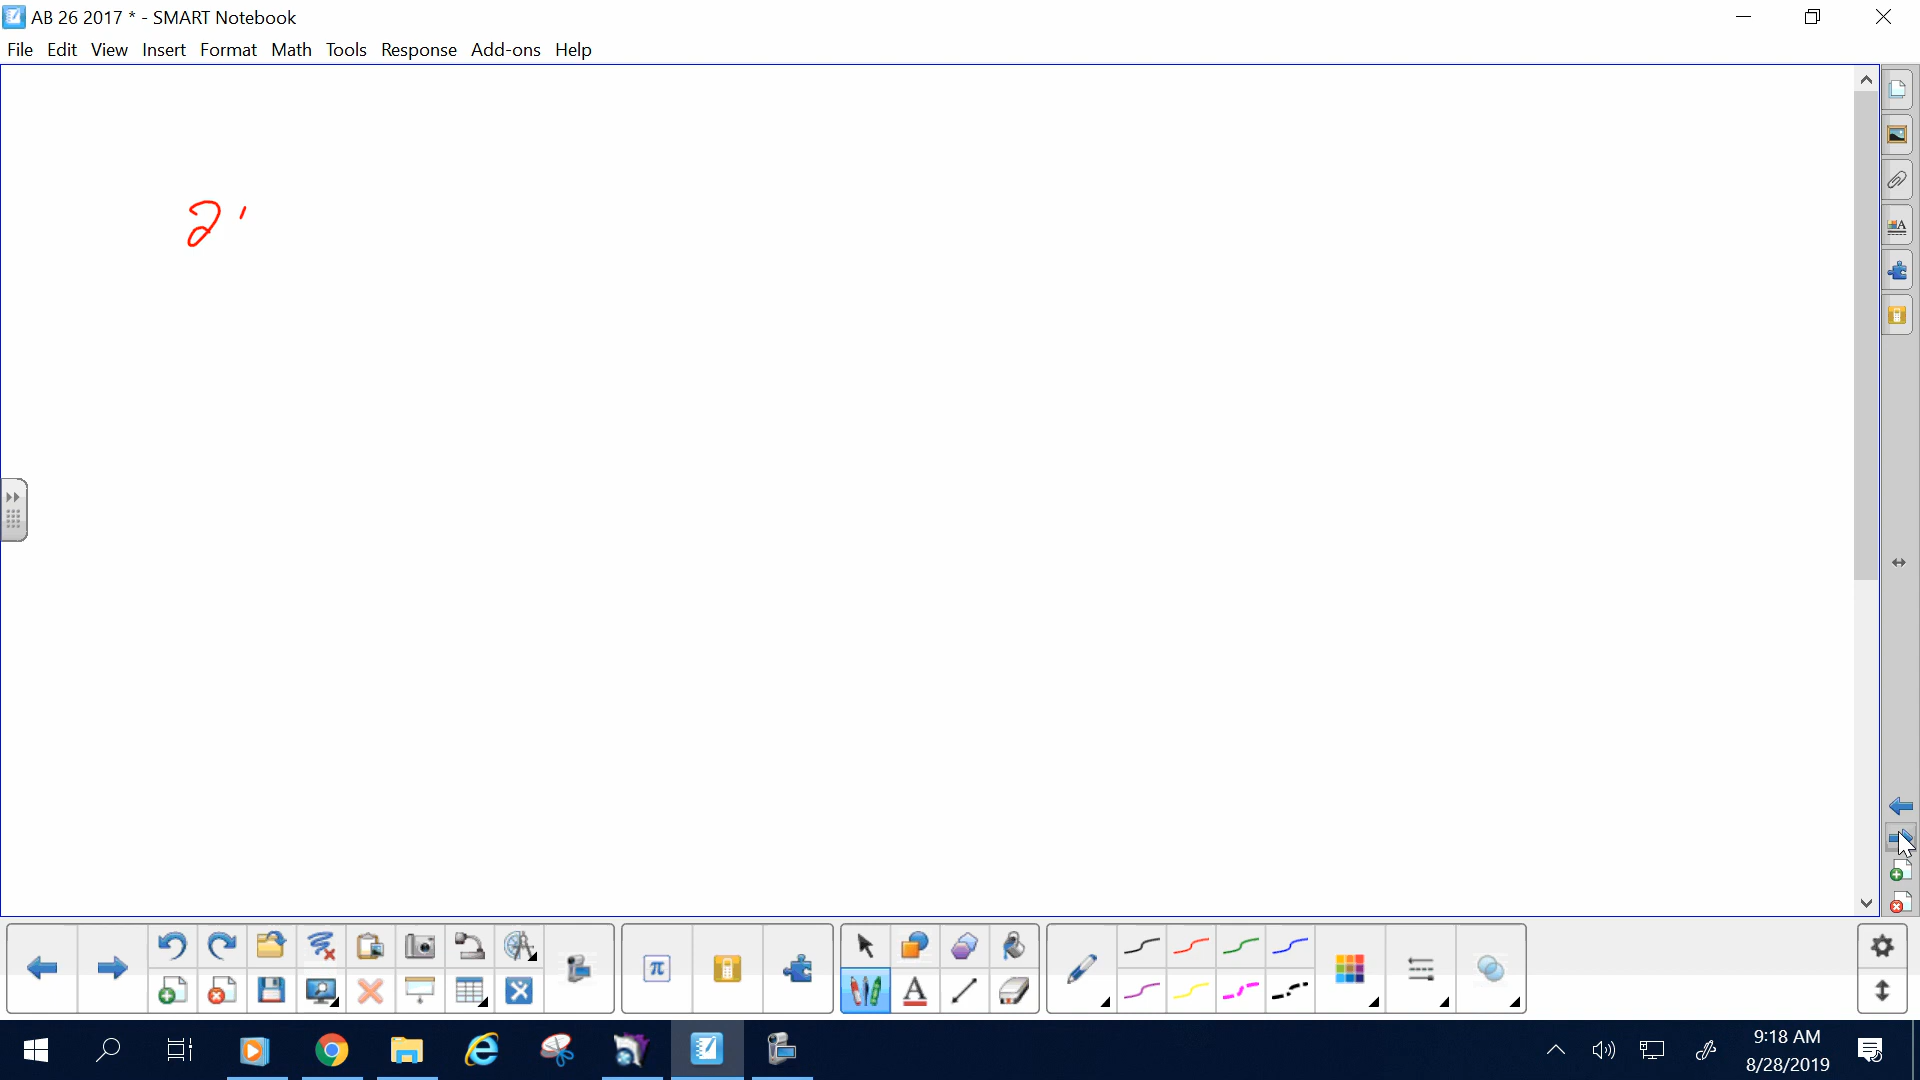 AB 26 2017 * - SMART Notebook
File Edit View Insert Format Math Tools Response Add-ons Help
2'
π
A
9:18 AM
8/28/2019